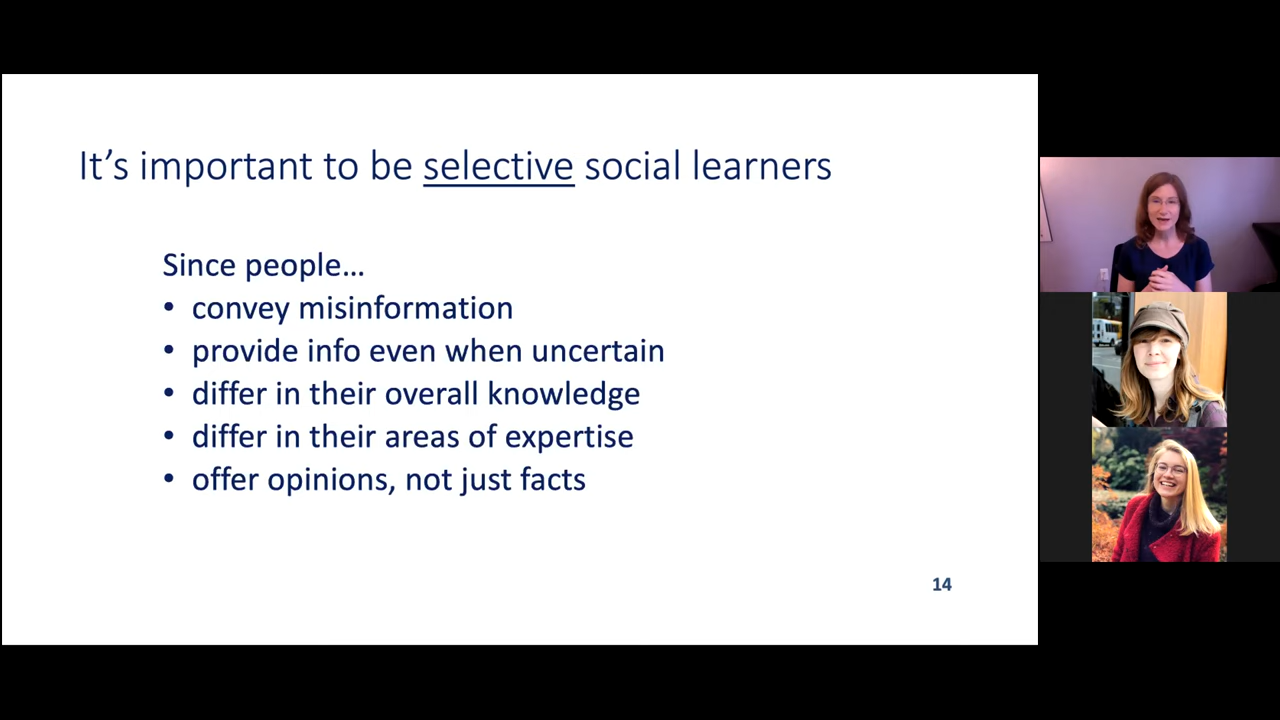 It's important to be selective social learners
Since people…
• convey misinformation
• provide info even when uncertain
• differ in their overall knowledge
• differ in their areas of expertise
• offer opinions, not just facts
14